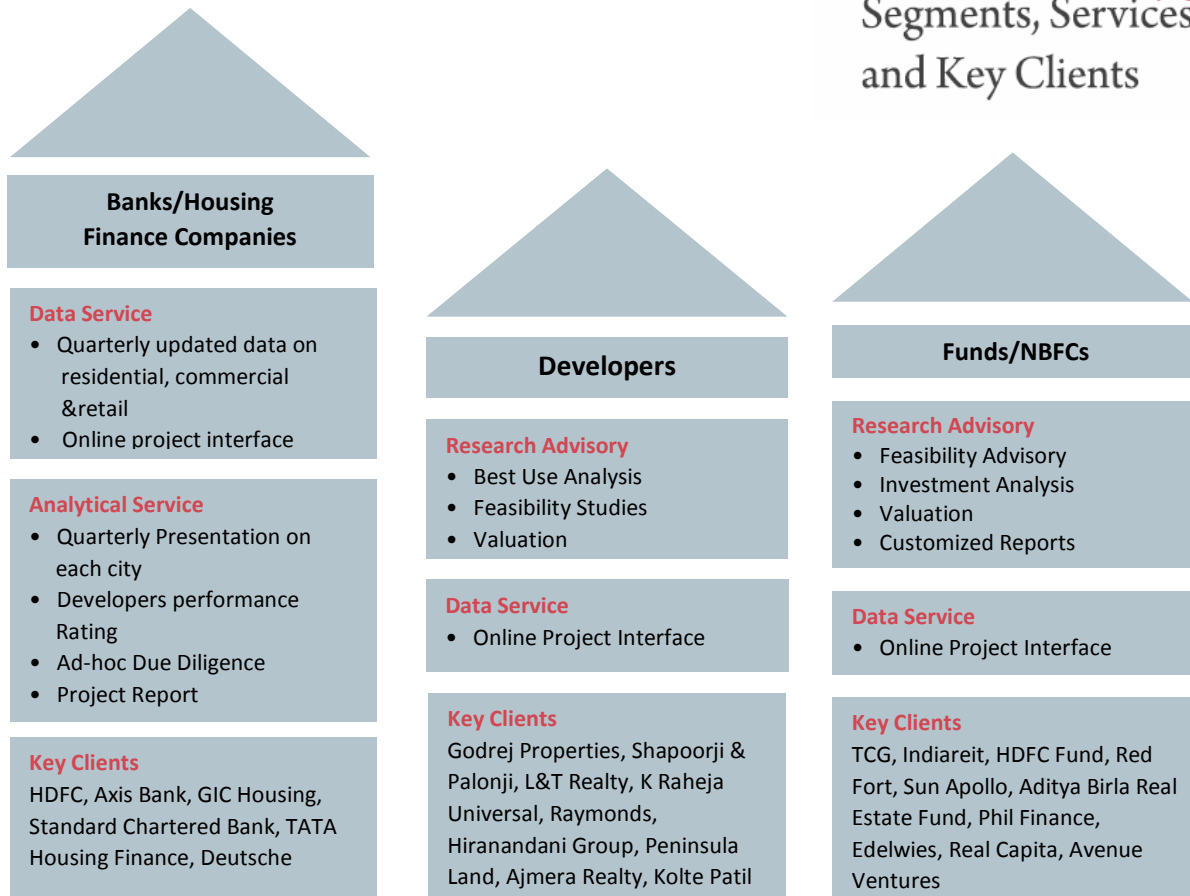 Segments, Services
and Key Clients
Banks/Housing
Finance Companies
Data Service
• Quarterly updated data on
residential, commercial
&retail
• Online project interface
Analytical Service
• Quarterly Presentation on
each city
• Developers performance
Rating
• Ad-hoc Due Diligence
• Project Report
Key Clients
HDFC, Axis Bank, GIC Housing,
Standard Chartered Bank, TATA
Housing Finance, Deutsche
Developers
Research Advisory
• Best Use Analysis
• Feasibility Studies
• Valuation
Data Service
• Online Project Interface
Key Clients
Godrej Properties, Shapoorji &
Palonji, L&T Realty, K Raheja
Universal, Raymonds,
Hiranandani Group, Peninsula
Land, Ajmera Realty, Kolte Patil
Funds/NBFCs
Research Advisory
• Feasibility Advisory
• Investment Analysis
• Valuation
• Customized Reports
Data Service
• Online Project Interface
Key Clients
TCG, Indiareit, HDFC Fund, Red
Fort, Sun Apollo, Aditya Birla Real
Estate Fund, Phil Finance,
Edelwies, Real Capita, Avenue
Ventures